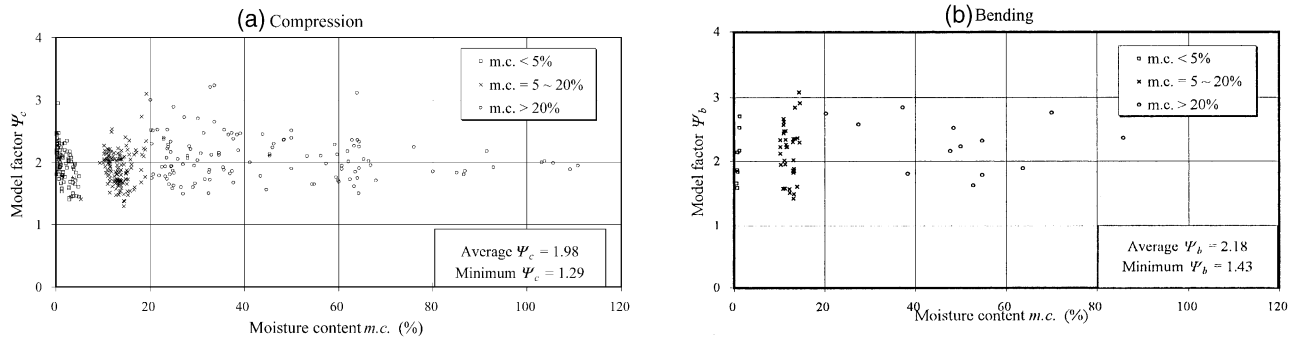 (a) Compression
4
3
2
1
0
Model factor Ψc
m.c. < 5%
m.c. = 5 ~ 20%
m.c. > 20%
Average Ψc = 1.98
Minimum Ψc = 1.29
0 20 40 60 80 100 120
Moisture content m.c. (%)
(b) Bending
4
3
2
1
0
Model factor Ψb
m.c. < 5%
m.c. = 5 ~ 20%
m.c. > 20%
Average Ψb = 2.18
Minimum Ψb = 1.43
0 20 40 60 80 100 120
Moisture content m.c. (%)